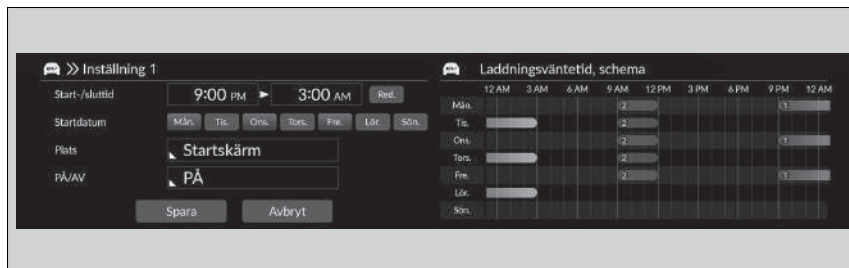 Inställning 1
Start-/sluttid 9:00 PM 3:00 AM Red.
Startdatum Mån. Tis. Ons. Tors. Fre. Lör. Sön.
Plats Startskärm
PÅ/AV PÅ
Spara Avbryt
Laddningsväntetid, schema
12 AM 3 AM 6 AM 9 AM 12 PM 3 PM 6 PM 9 PM 12 AM
Mån. 2 1
Tis. 2
Ons. 2 1
Tors. 2
Fre. 2 1
Lör.
Sön.